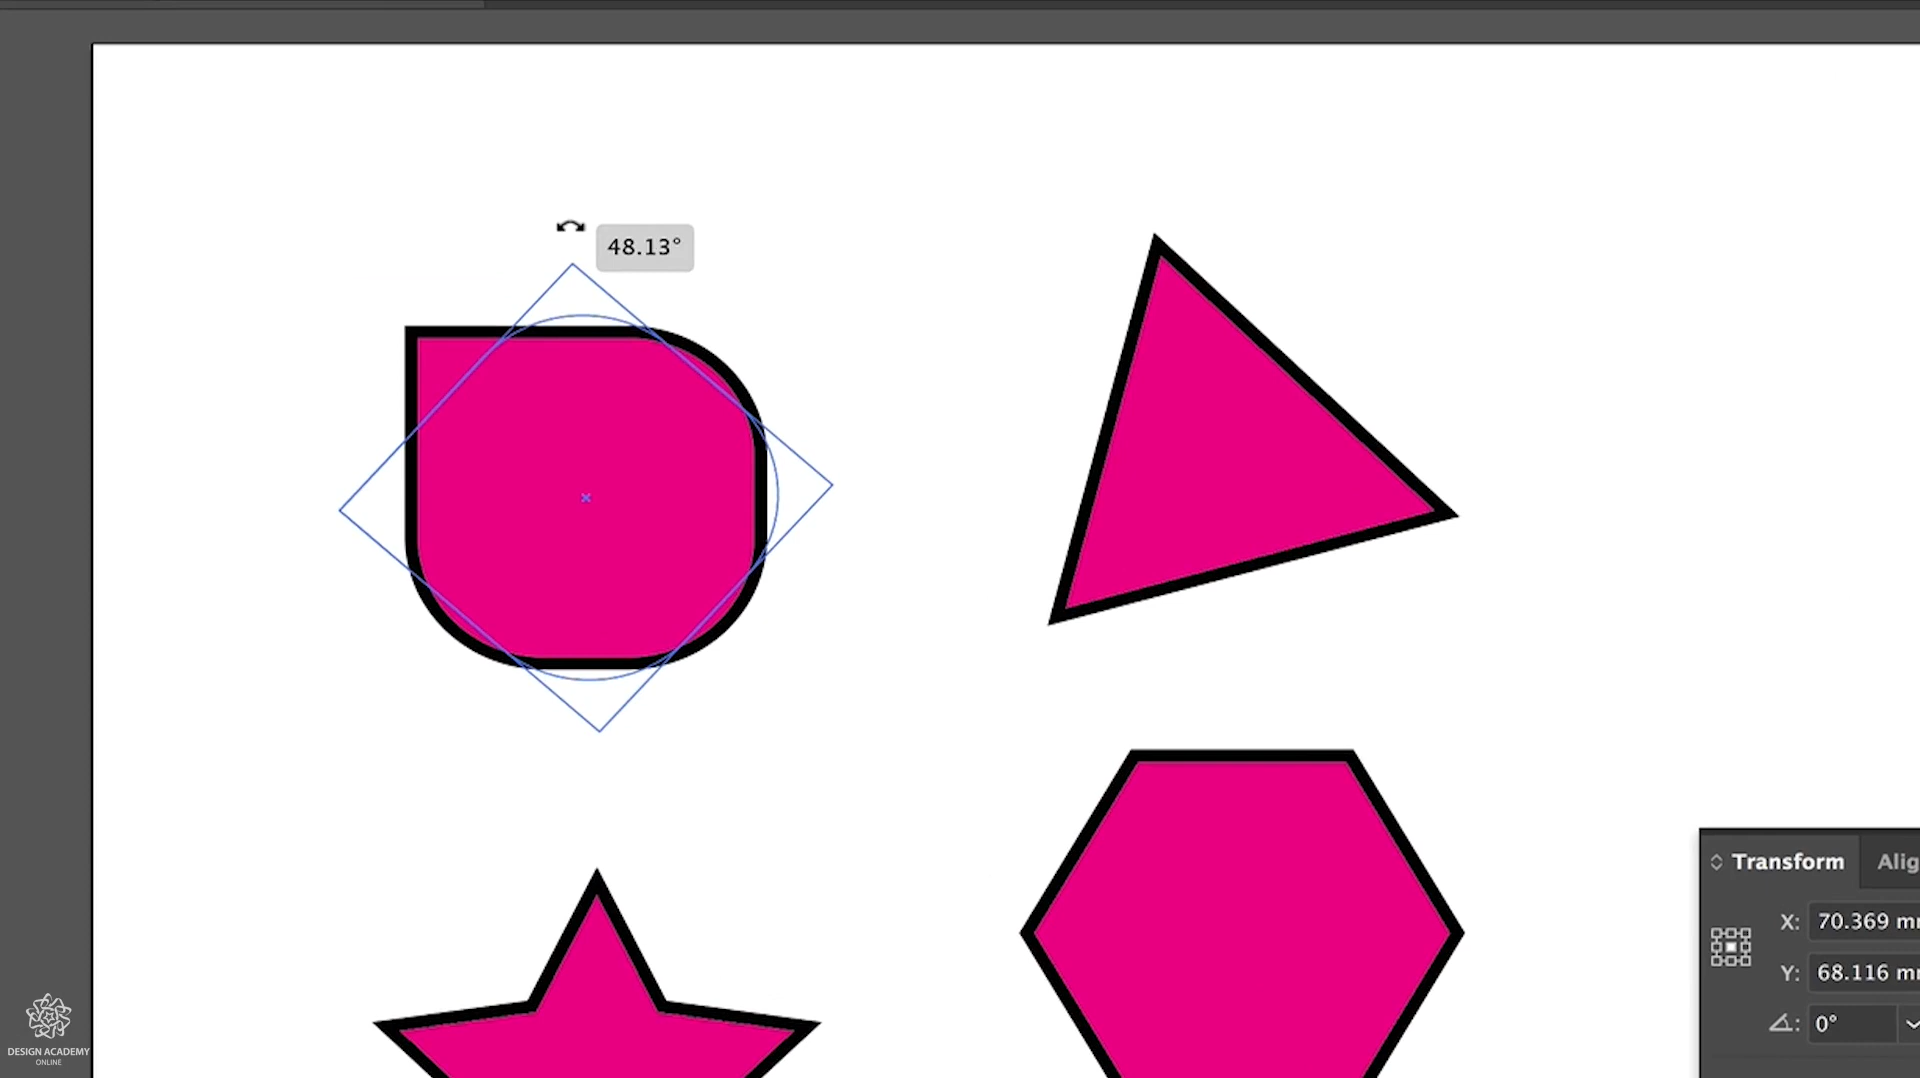 48.13°
Transform
Alig
X: 70.369 m
Y: 68.116 m
0°
DESIGN ACADEMY
ONLINE